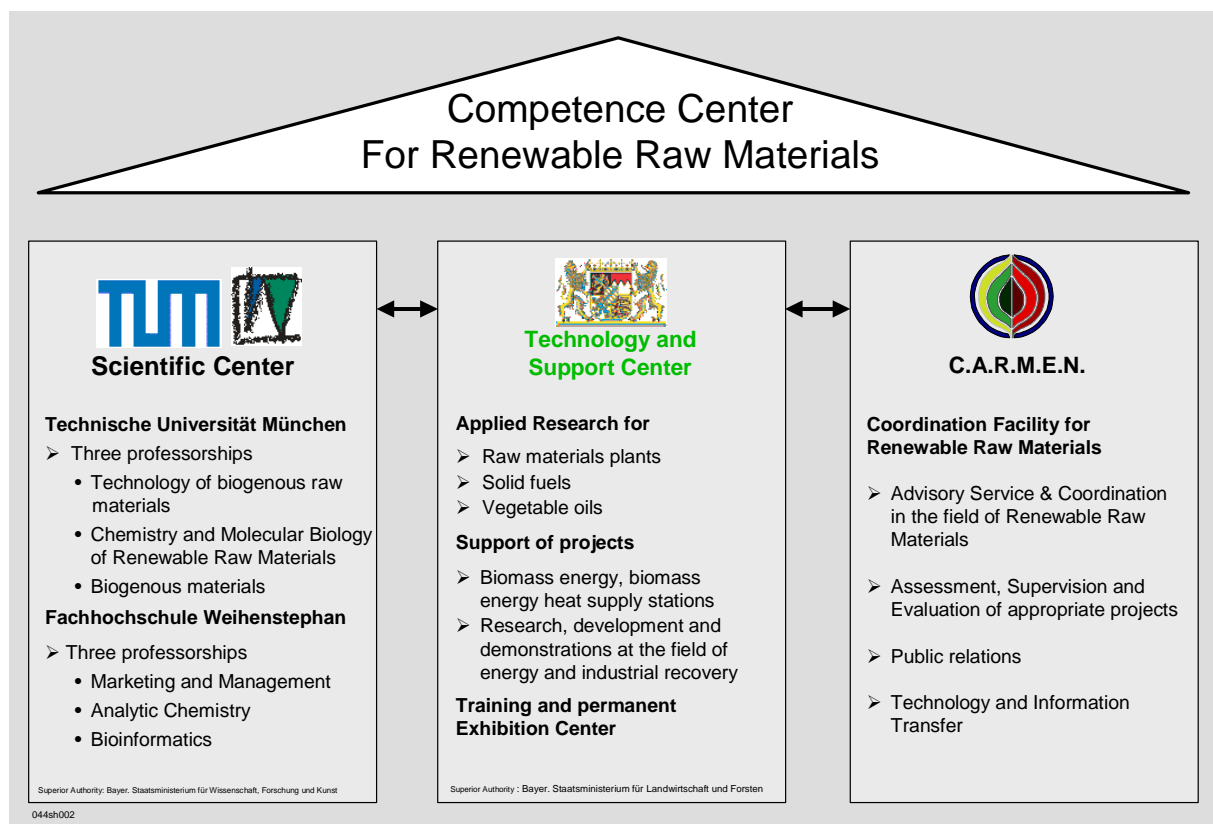 Competence Center
For Renewable Raw Materials
TUM
Scientific Center
Technische Universität München
➢ Three professorships
• Technology of biogenous raw
materials
• Chemistry and Molecular Biology
of Renewable Raw Materials
• Biogenous materials
Fachhochschule Weihenstephan
➢ Three professorships
• Marketing and Management
• Analytic Chemistry
• Bioinformatics
Superior Authority: Bayer. Staatsministerium für Wissenschaft, Forschung und Kunst
Technology and
Support Center
Applied Research for
➢ Raw materials plants
➢ Solid fuels
➢ Vegetable oils
Support of projects
➢ Biomass energy, biomass
energy heat supply stations
➢ Research, development and
demonstrations at the field of
energy and industrial recovery
Training and permanent
Exhibition Center
Superior Authority : Bayer. Staatsministerium für Landwirtschaft und Forsten
C.A.R.M.E.N.
Coordination Facility for
Renewable Raw Materials
➢ Advisory Service & Coordination
in the field of Renewable Raw
Materials
➢ Assessment, Supervision and
Evaluation of appropriate projects
➢ Public relations
➢ Technology and Information
Transfer
044sh002